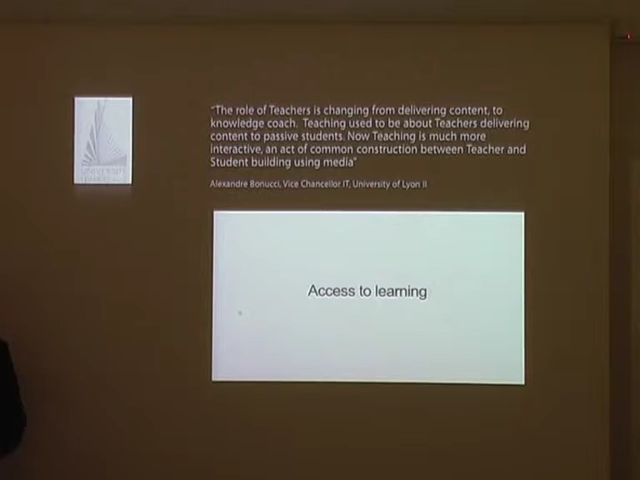 "The role of Teachers is changing from delivering content, to
knowledge coach. Teaching used to be about Teachers delivering
content to passive students. Now Teaching is much more
interactive, an act of common construction between Teacher and
Student building using media"
Alexandre Bonucci, Vice Chancellor IT, University of Lyon II
Access to learning